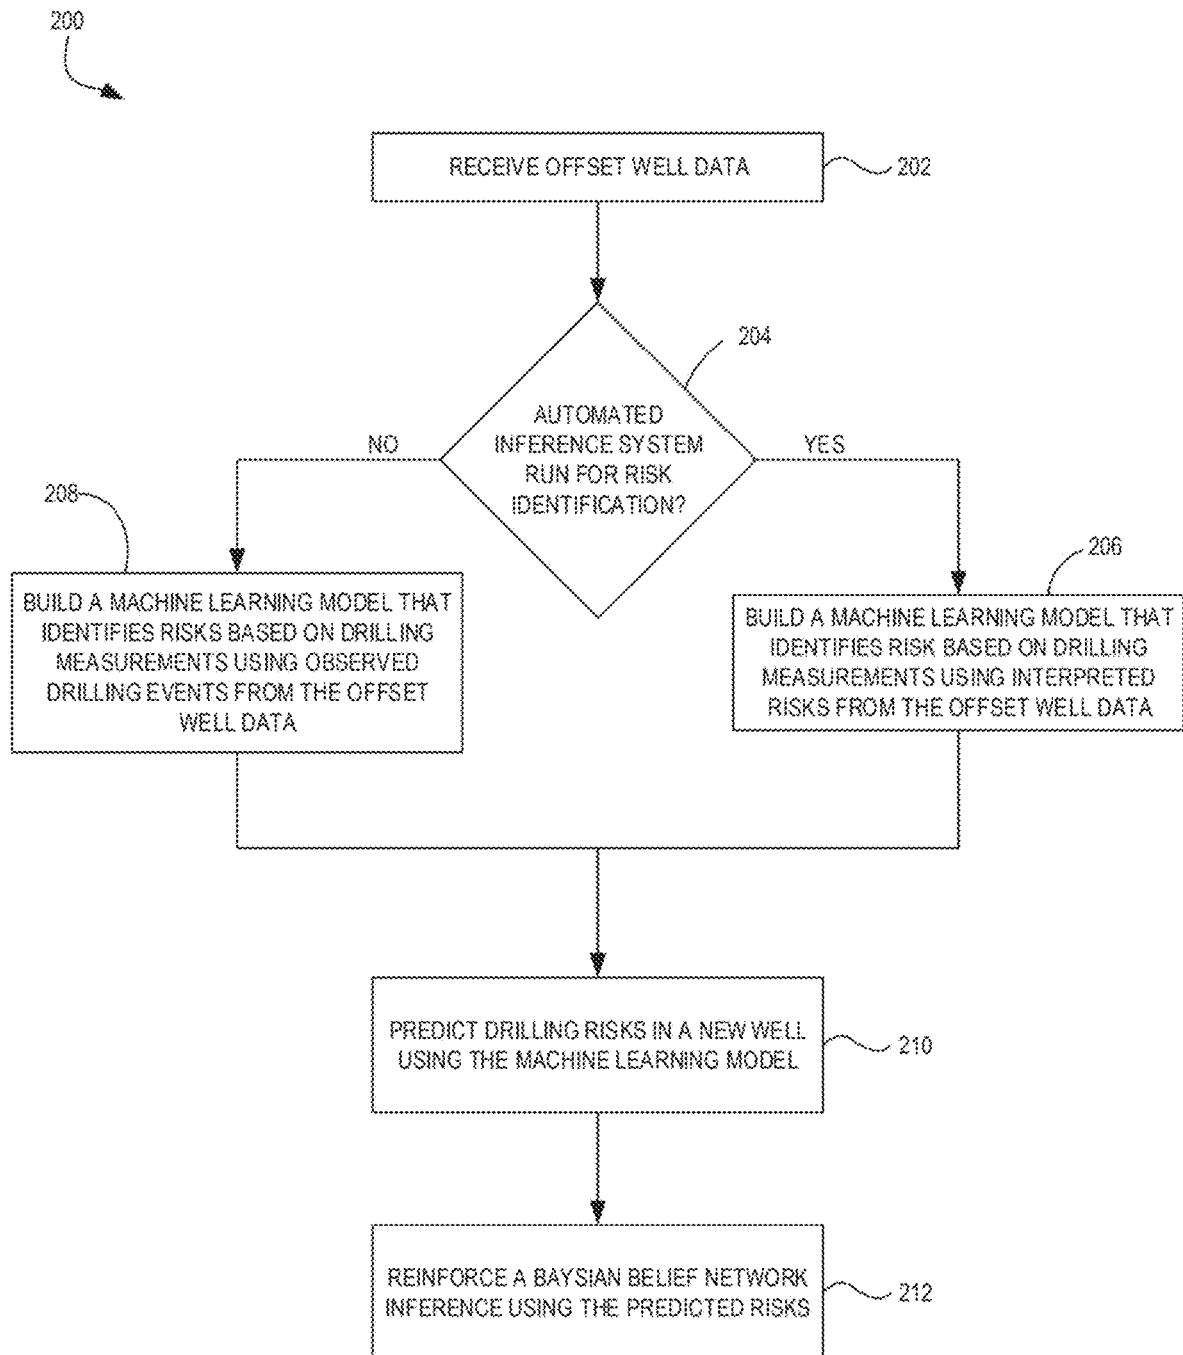 200
RECEIVE OFFSET WELL DATA
202
204
AUTOMATED
INFERENCE SYSTEM
RUN FOR RISK
IDENTIFICATION?
NO
YES
208
BUILD A MACHINE LEARNING MODEL THAT
IDENTIFIES RISKS BASED ON DRILLING
MEASUREMENTS USING OBSERVED
DRILLING EVENTS FROM THE OFFSET
WELL DATA
206
BUILD A MACHINE LEARNING MODEL THAT
IDENTIFIES RISK BASED ON DRILLING
MEASUREMENTS USING INTERPRETED
RISKS FROM THE OFFSET WELL DATA
PREDICT DRILLING RISKS IN A NEW WELL
USING THE MACHINE LEARNING MODEL
210
REINFORCE A BAYSIAN BELIEF NETWORK
INFERENCE USING THE PREDICTED RISKS
212